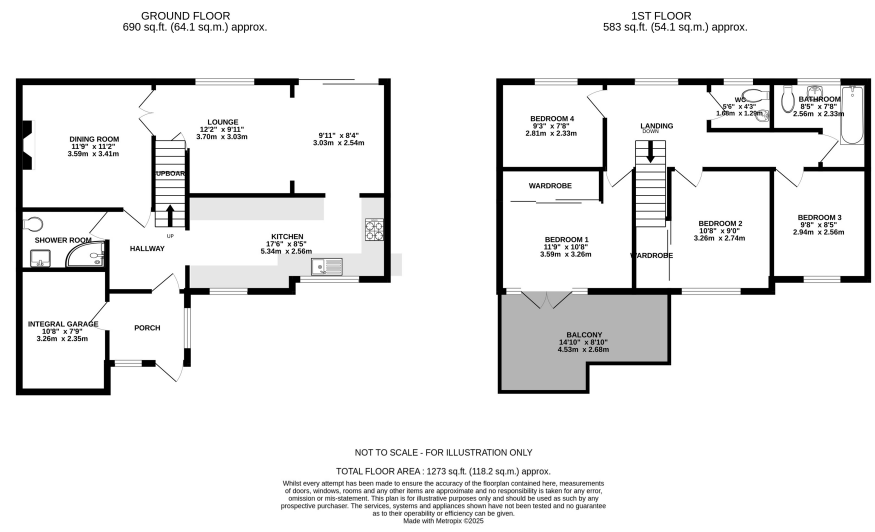 GROUND FLOOR
690 sq.ft. (64.1 sq.m.) approx.
1ST FLOOR
583 sq.ft. (54.1 sq.m.) approx.
DINING ROOM
11'9" x 11'2"
3.59m x 3.41m
LOUNGE
12'2" x 9'11"
3.70m x 3.03m
9'11" x 8'4"
3.03m x 2.54m
UPBOAR
UP
SHOWER ROOM
HALLWAY
KITCHEN
17'6" x 8'5"
5.34m x 2.56m
INTEGRAL GARAGE
10'8" x 7'9"
3.26m x 2.35m
PORCH
BEDROOM 4
9'3" x 7'8"
2.81m x 2.33m
LANDING
DOWN
WC
5'6" x 4'3"
1.68m x 1.29m
BATHROOM
8'5" x 7'8"
2.56m x 2.33m
WARDROBE
BEDROOM 1
11'9" x 10'8"
3.59m x 3.26m
BEDROOM 2
10'8" x 9'0"
3.26m x 2.74m
WARDROBE
BEDROOM 3
9'8" x 8'5"
2.94m x 2.56m
BALCONY
14'10" x 8'10"
4.53m x 2.68m
NOT TO SCALE - FOR ILLUSTRATION ONLY
TOTAL FLOOR AREA : 1273 sq.ft. (118.2 sq.m.) approx.
Whilst every attempt has been made to ensure the accuracy of the floorplan contained here, measurements
of doors, windows, rooms and any other items are approximate and no responsibility is taken for any error,
omission or mis-statement. This plan is for illustrative purposes only and should be used as such by any
prospective purchaser. The services, systems and appliances shown have not been tested and no guarantee
as to their operability or efficiency can be given.
Made with Metropix ©2025